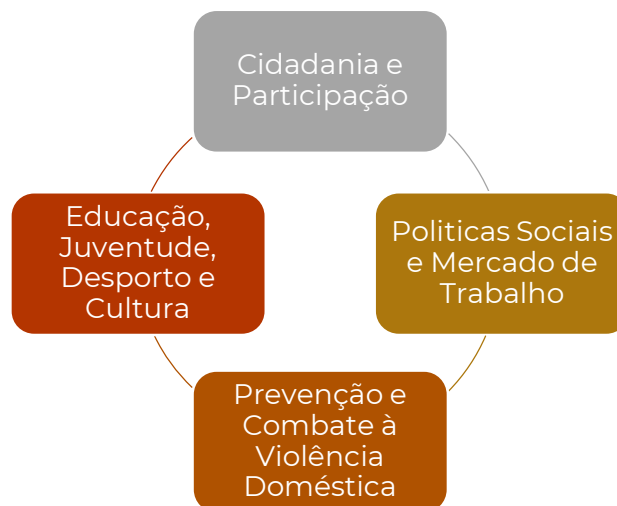 Cidadania e
Participação
Educação,
Juventude,
Desporto e
Cultura
Politicas Sociais
e Mercado de
Trabalho
Prevenção e
Combate à
Violência
Doméstica